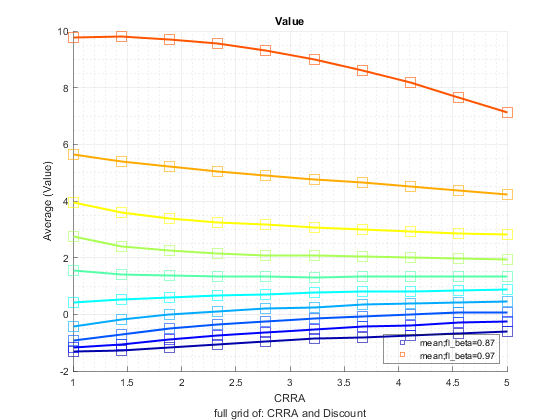 Value
10
8
6
4
2
0
-2
Average (Value)
mean;fl_beta=0.87
mean;fl_beta=0.97
1
1.5
2
2.5
3
3.5
4
4.5
5
CRRA
full grid of: CRRA and Discount